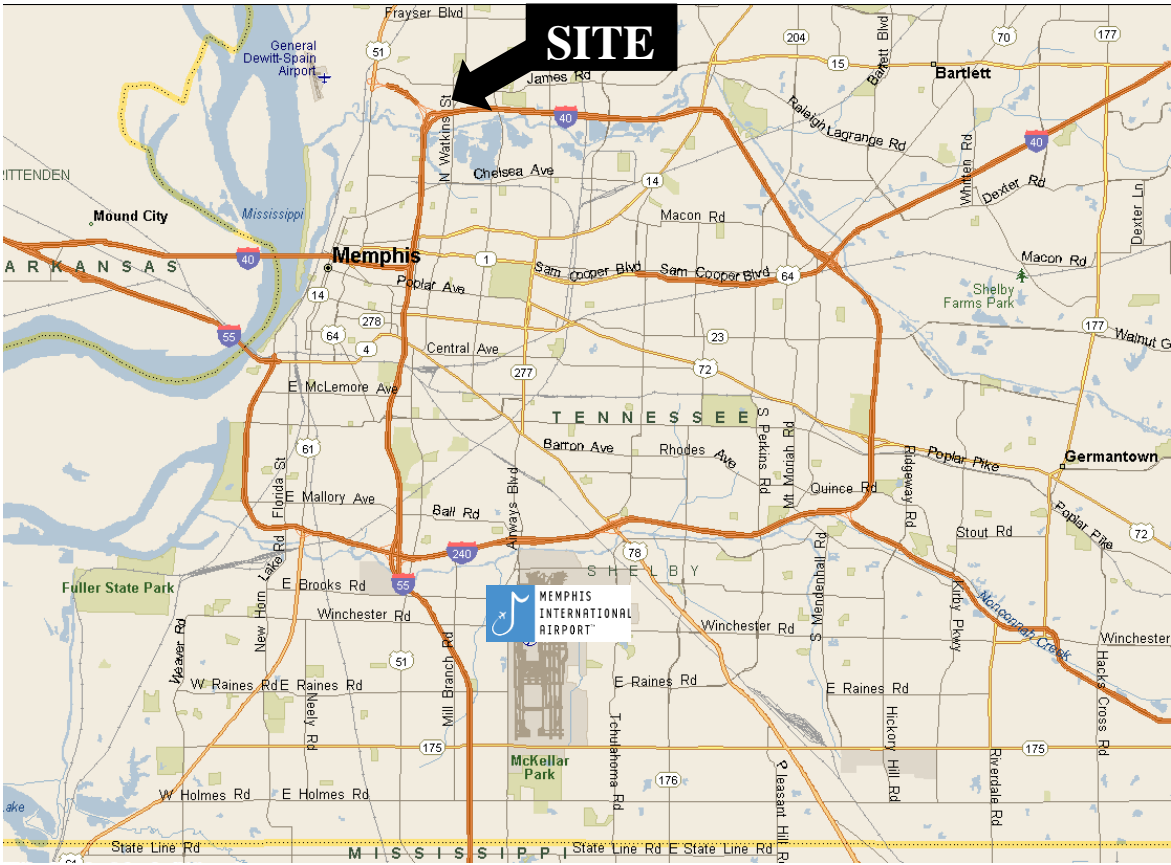 Frayser Blvd
SITE
51
General
Dewitt-Spain
Airport
204
70
177
15
Barlett Blvd
Bartlett
James Rd
N Watkins St
40
Raleigh Lagrange Rd
40
Whitten Rd
Chelsea Ave
14
Dexter Rd
Dexter Ln
RITTENDEN
Mound City
Mississippi
Macon Rd
Memphis
40
1
Sam Cooper Blvd
Sam Cooper Blvd
64
Macon Rd
ARKANSAS
Poplar Ave
14
Shelby
Farms Park
278
177
55
64
4
Central Ave
23
Walnut G
72
277
E McLemore Ave
TENNESSEE
S Perkins Rd
Mt Moriah Rd
61
Barron Ave
Rhodes Ave
Poplar Pike
Germantown
Ridgeway Rd
Florida St
E Mallory Ave
Quince Rd
Ball Rd
Airways Blvd
Poplar Pike
Stout Rd
72
240
78
SHELBY
S Mendenhall Rd
Lake Rd
New Horn
Fuller State Park
E Brooks Rd
55
MEMPHIS
INTERNATIONAL
AIRPORT™
Kirby Pkwy
Nonconnah Creek
Winchester Rd
Winchester Rd
Winchester
Weaver Rd
51
Mill Branch Rd
Hacks Cross Rd
W Raines Rd
E Raines Rd
E Raines Rd
E Raines Rd
Neely Rd
Tchulahoma Rd
Hickory Hill Rd
175
175
McKellar
Park
176
Riverdale Rd
Pleasant Hill Rd
W Holmes Rd
E Holmes Rd
ake
State Line Rd
State Line Rd
E State Line Rd
MISSISSIPPI
61